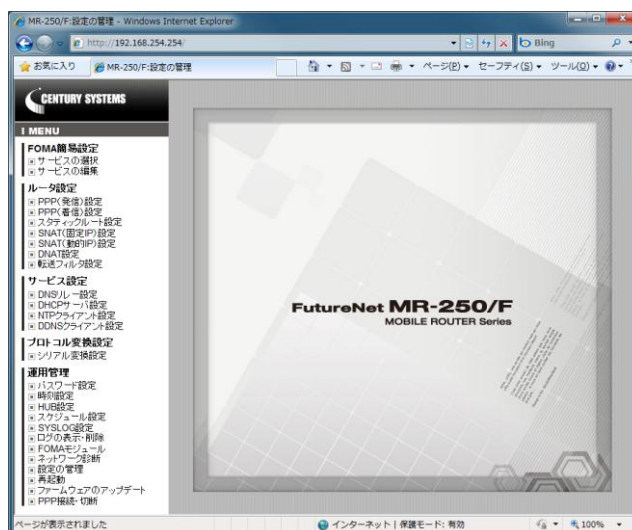 MR-250/F:設定の管理 - Windows Internet Explorer
http://192.168.254.254/
Bing
お気に入り
MR-250/F:設定の管理
ページ(P)
セーフティ(S)
ツール(O)
CENTURY SYSTEMS
MENU
FOMA簡易設定
サービスの選択
サービスの編集
ルータ設定
PPP(発信)設定
PPP(着信)設定
スタティックルート設定
SNAT(固定IP)設定
SNAT(動的IP)設定
DNAT設定
転送フィルタ設定
サービス設定
DNSリレー設定
DHCPサーバ設定
NTPクライアント設定
DDNSクライアント設定
プロトコル変換設定
シリアル変換設定
運用管理
パスワード設定
時刻設定
HUB設定
スケジュール設定
SYSLOG設定
ログの表示・削除
FOMAモジュール
ネットワーク診断
設定の管理
再起動
ファームウェアのアップデート
PPP接続・切断
FutureNet MR-250/F
MOBILE ROUTER Series
ページが表示されました
インターネット | 保護モード: 有効
100%